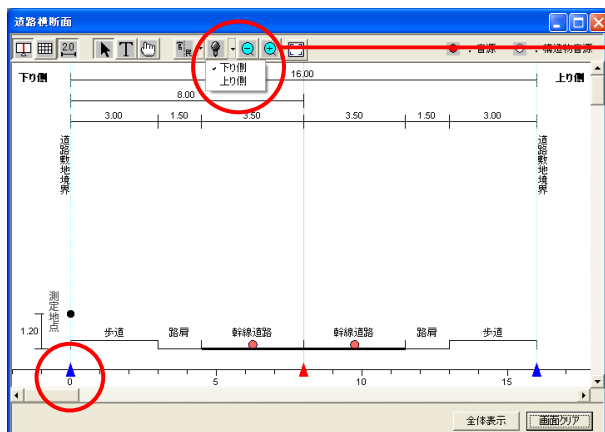 道路横断面
2.0 T 官民
● : 音源 ○ : 構造物音源
下り側
上り側
下り側
16.00
上り側
8.00
3.00 1.50 3.50 3.50 1.50 3.00
道路敷地境界
道路敷地境界
測定地点
1.20
歩道 路肩 幹線道路 幹線道路 路肩 歩道
0 5 10 15
全体表示 画面クリア